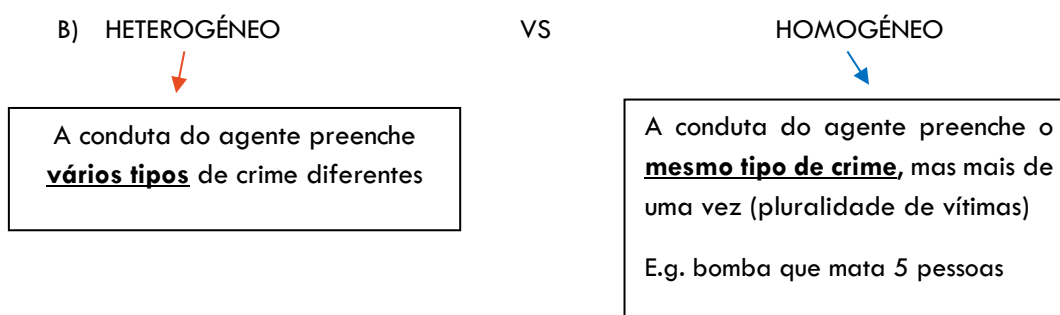 B) HETEROGÉNEO VS HOMOGÉNEO
A conduta do agente preenche
vários tipos de crime diferentes
A conduta do agente preenche o
mesmo tipo de crime, mas mais de
uma vez (pluralidade de vítimas)
E.g. bomba que mata 5 pessoas